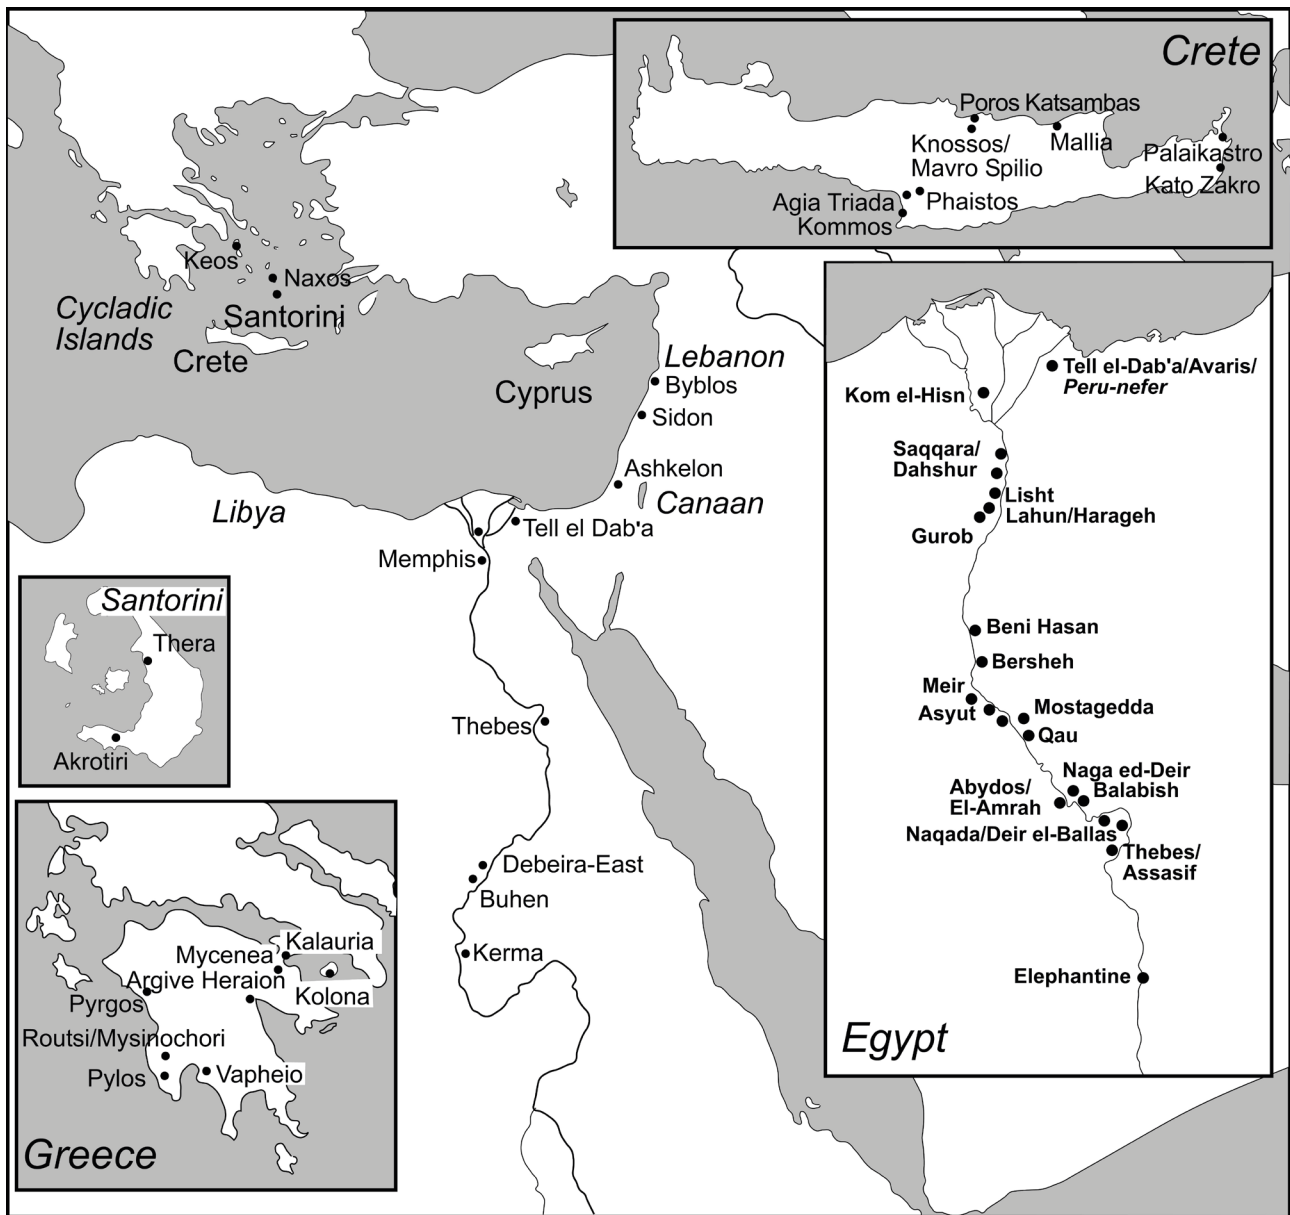 Crete
Poros Katsambas
Knossos/
Mavro Spilio
Mallia
Palaikastro
Kato Zakro
Agia Triada
Phaistos
Kommos
Keos
Naxos
Cycladic
Islands
Santorini
Crete
Cyprus
Lebanon
Byblos
Sidon
Ashkelon
Canaan
Libya
Tell el Dab'a
Memphis
Thebes
Debeira-East
Buhen
Kerma
Santorini
Thera
Akrotiri
Kalauria
Mycenea
Argive Heraion
Kolona
Pyrgos
Routsi/Mysinochori
Pylos
Vapheio
Greece
Tell el-Dab'a/Avaris/
Peru-nefer
Kom el-Hisn
Saqqara/
Dahshur
Lisht
Lahun/Harageh
Gurob
Beni Hasan
Bersheh
Meir
Asyut
Mostagedda
Qau
Naga ed-Deir
Balabish
Abydos/
El-Amrah
Naqada/Deir el-Ballas
Thebes/
Assasif
Elephantine
Egypt